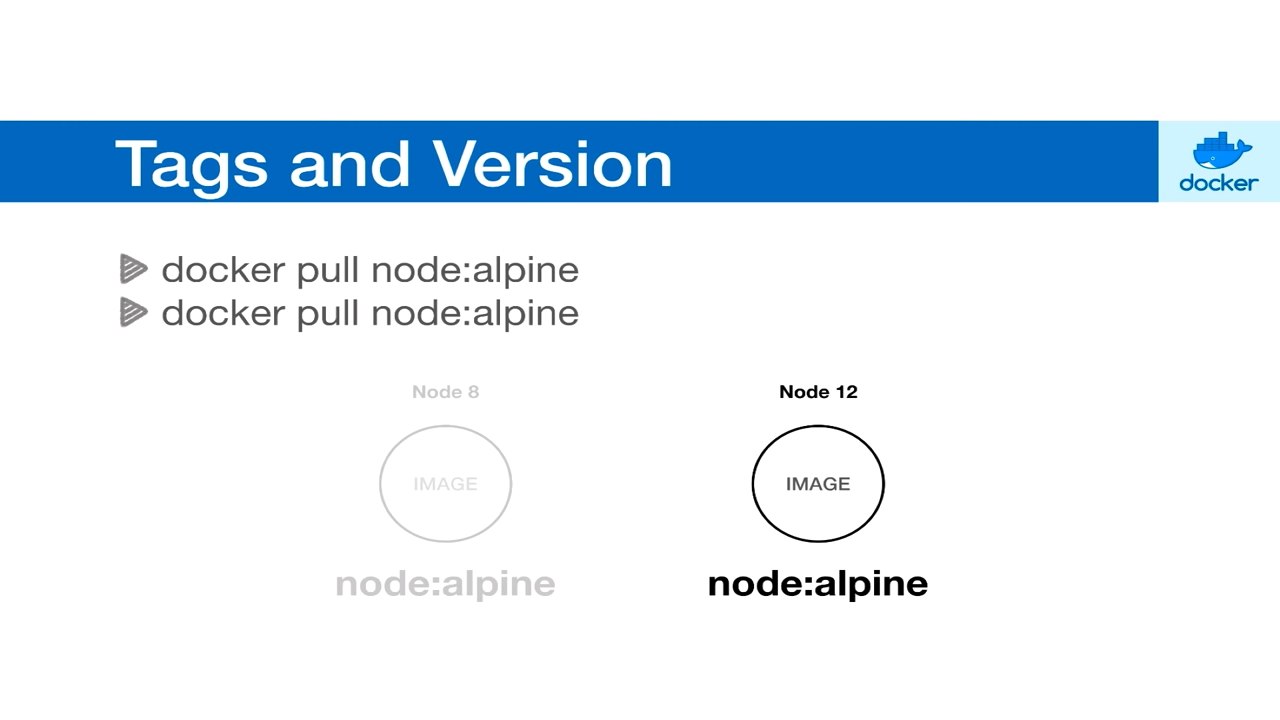 Tags and Version
docker
docker pull node:alpine
docker pull node:alpine
Node 8
Node 12
IMAGE
IMAGE
node:alpine
node:alpine